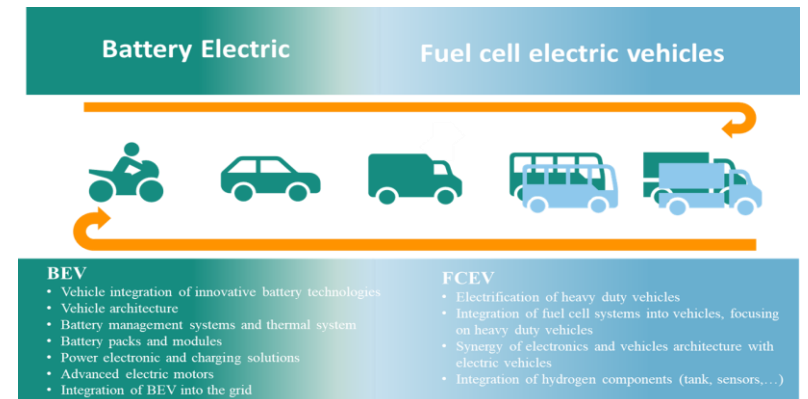 Battery Electric
Fuel cell electric vehicles
BEV
• Vehicle integration of innovative battery technologies
• Vehicle architecture
• Battery management systems and thermal system
• Battery packs and modules
• Power electronic and charging solutions
• Advanced electric motors
• Integration of BEV into the grid
FCEV
• Electrification of heavy duty vehicles
• Integration of fuel cell systems into vehicles, focusing
on heavy duty vehicles
• Synergy of electronics and vehicles architecture with
electric vehicles
• Integration of hydrogen components (tank, sensors,...)